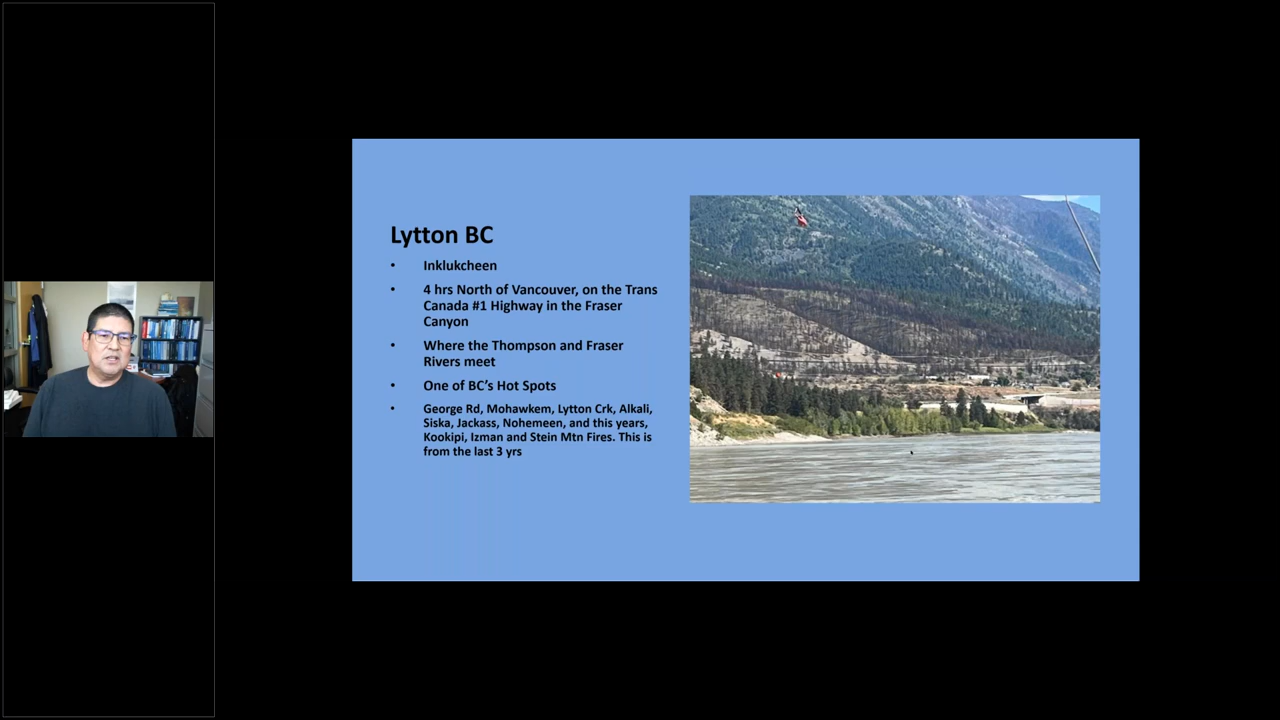 Lytton BC
• Inklukcheen
• 4 hrs North of Vancouver, on the Trans
Canada #1 Highway in the Fraser
Canyon
• Where the Thompson and Fraser
Rivers meet
• One of BC’s Hot Spots
• George Rd, Mohawkem, Lytton Crk, Alkali,
Siska, Jackass, Nohemeen, and this years,
Kookipi, Izman and Stein Mtn Fires. This is
from the last 3 yrs